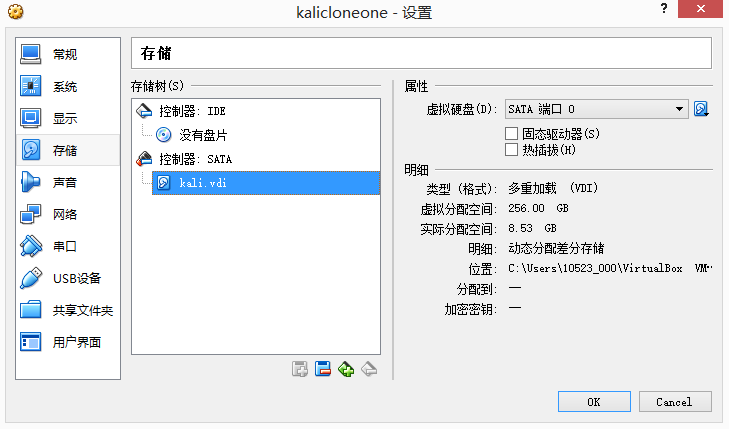 kalicloneone - 设置
?
常规
系统
显示
存储
声音
网络
串口
USB设备
共享文件夹
用户界面
存储
存储树(S)
控制器: IDE
没有盘片
控制器: SATA
kali.vdi
属性
虚拟硬盘(D): SATA 端口 0
固态驱动器(S)
热插拔(H)
明细
类型 (格式): 多重加载 (VDI)
虚拟分配空间: 256.00 GB
实际分配空间: 8.53 GB
明细: 动态分配差分存储
位置: C:\Users\10523_000\VirtualBox VM…
分配到: —
加密密钥: —
OK
Cancel